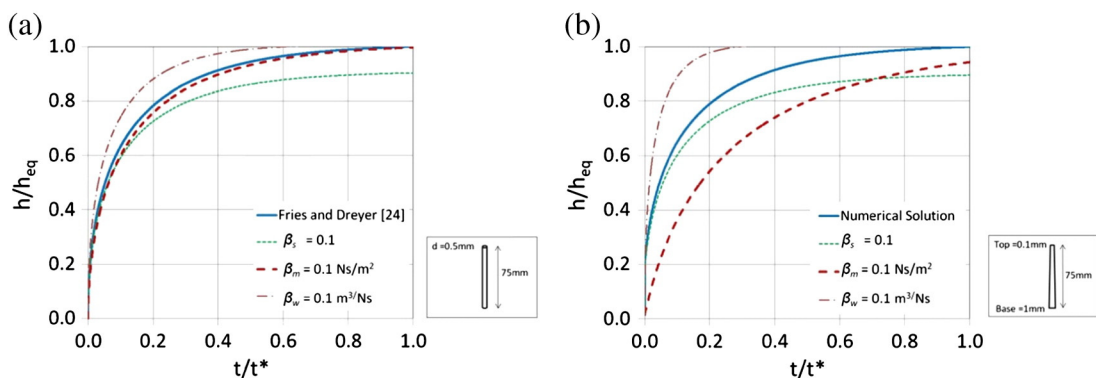 (a)
1.0
0.8
0.6
0.4
0.2
0.0
h/h_eq
0.0 0.2 0.4 0.6 0.8 1.0
t/t*
Fries and Dreyer [24]
β_s = 0.1
β_m = 0.1 Ns/m²
β_w = 0.1 m³/Ns
d =0.5mm
75mm
(b)
1.0
0.8
0.6
0.4
0.2
0.0
h/h_eq
0.0 0.2 0.4 0.6 0.8 1.0
t/t*
Numerical Solution
β_s = 0.1
β_m = 0.1 Ns/m²
β_w = 0.1 m³/Ns
Top =0.1mm
75mm
Base =1mm